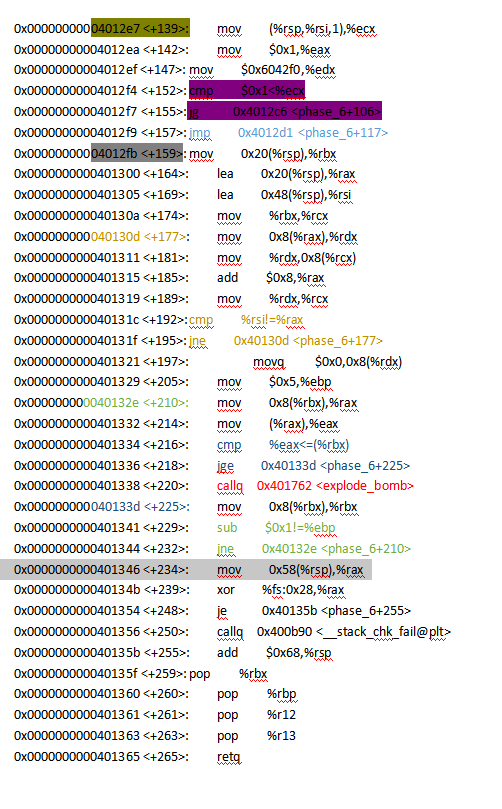 0x00000000004012e7 <+139>: mov (%rsp,%rsi,1),%ecx
0x00000000004012ea <+142>: mov $0x1,%eax
0x00000000004012ef <+147>: mov $0x6042f0,%edx
0x00000000004012f4 <+152>: cmp $0x1<%ecx
0x00000000004012f7 <+155>: jg 0x4012c6 <phase_6+106>
0x00000000004012f9 <+157>: jmp 0x4012d1 <phase_6+117>
0x00000000004012fb <+159>: mov 0x20(%rsp),%rbx
0x0000000000401300 <+164>: lea 0x20(%rsp),%rax
0x0000000000401305 <+169>: lea 0x48(%rsp),%rsi
0x000000000040130a <+174>: mov %rbx,%rcx
0x000000000040130d <+177>: mov 0x8(%rax),%rdx
0x0000000000401311 <+181>: mov %rdx,0x8(%rcx)
0x0000000000401315 <+185>: add $0x8,%rax
0x0000000000401319 <+189>: mov %rdx,%rcx
0x000000000040131c <+192>: cmp %rsi!=%rax
0x000000000040131f <+195>: jne 0x40130d <phase_6+177>
0x0000000000401321 <+197>: movq $0x0,0x8(%rdx)
0x0000000000401329 <+205>: mov $0x5,%ebp
0x000000000040132e <+210>: mov 0x8(%rbx),%rax
0x0000000000401332 <+214>: mov (%rax),%eax
0x0000000000401334 <+216>: cmp %eax<=(%rbx)
0x0000000000401336 <+218>: jge 0x40133d <phase_6+225>
0x0000000000401338 <+220>: callq 0x401762 <explode_bomb>
0x000000000040133d <+225>: mov 0x8(%rbx),%rbx
0x0000000000401341 <+229>: sub $0x1!=%ebp
0x0000000000401344 <+232>: jne 0x40132e <phase_6+210>
0x0000000000401346 <+234>: mov 0x58(%rsp),%rax
0x000000000040134b <+239>: xor %fs:0x28,%rax
0x0000000000401354 <+248>: je 0x40135b <phase_6+255>
0x0000000000401356 <+250>: callq 0x400b90 <__stack_chk_fail@plt>
0x000000000040135b <+255>: add $0x68,%rsp
0x000000000040135f <+259>: pop %rbx
0x0000000000401360 <+260>: pop %rbp
0x0000000000401361 <+261>: pop %r12
0x0000000000401363 <+263>: pop %r13
0x0000000000401365 <+265>: retq